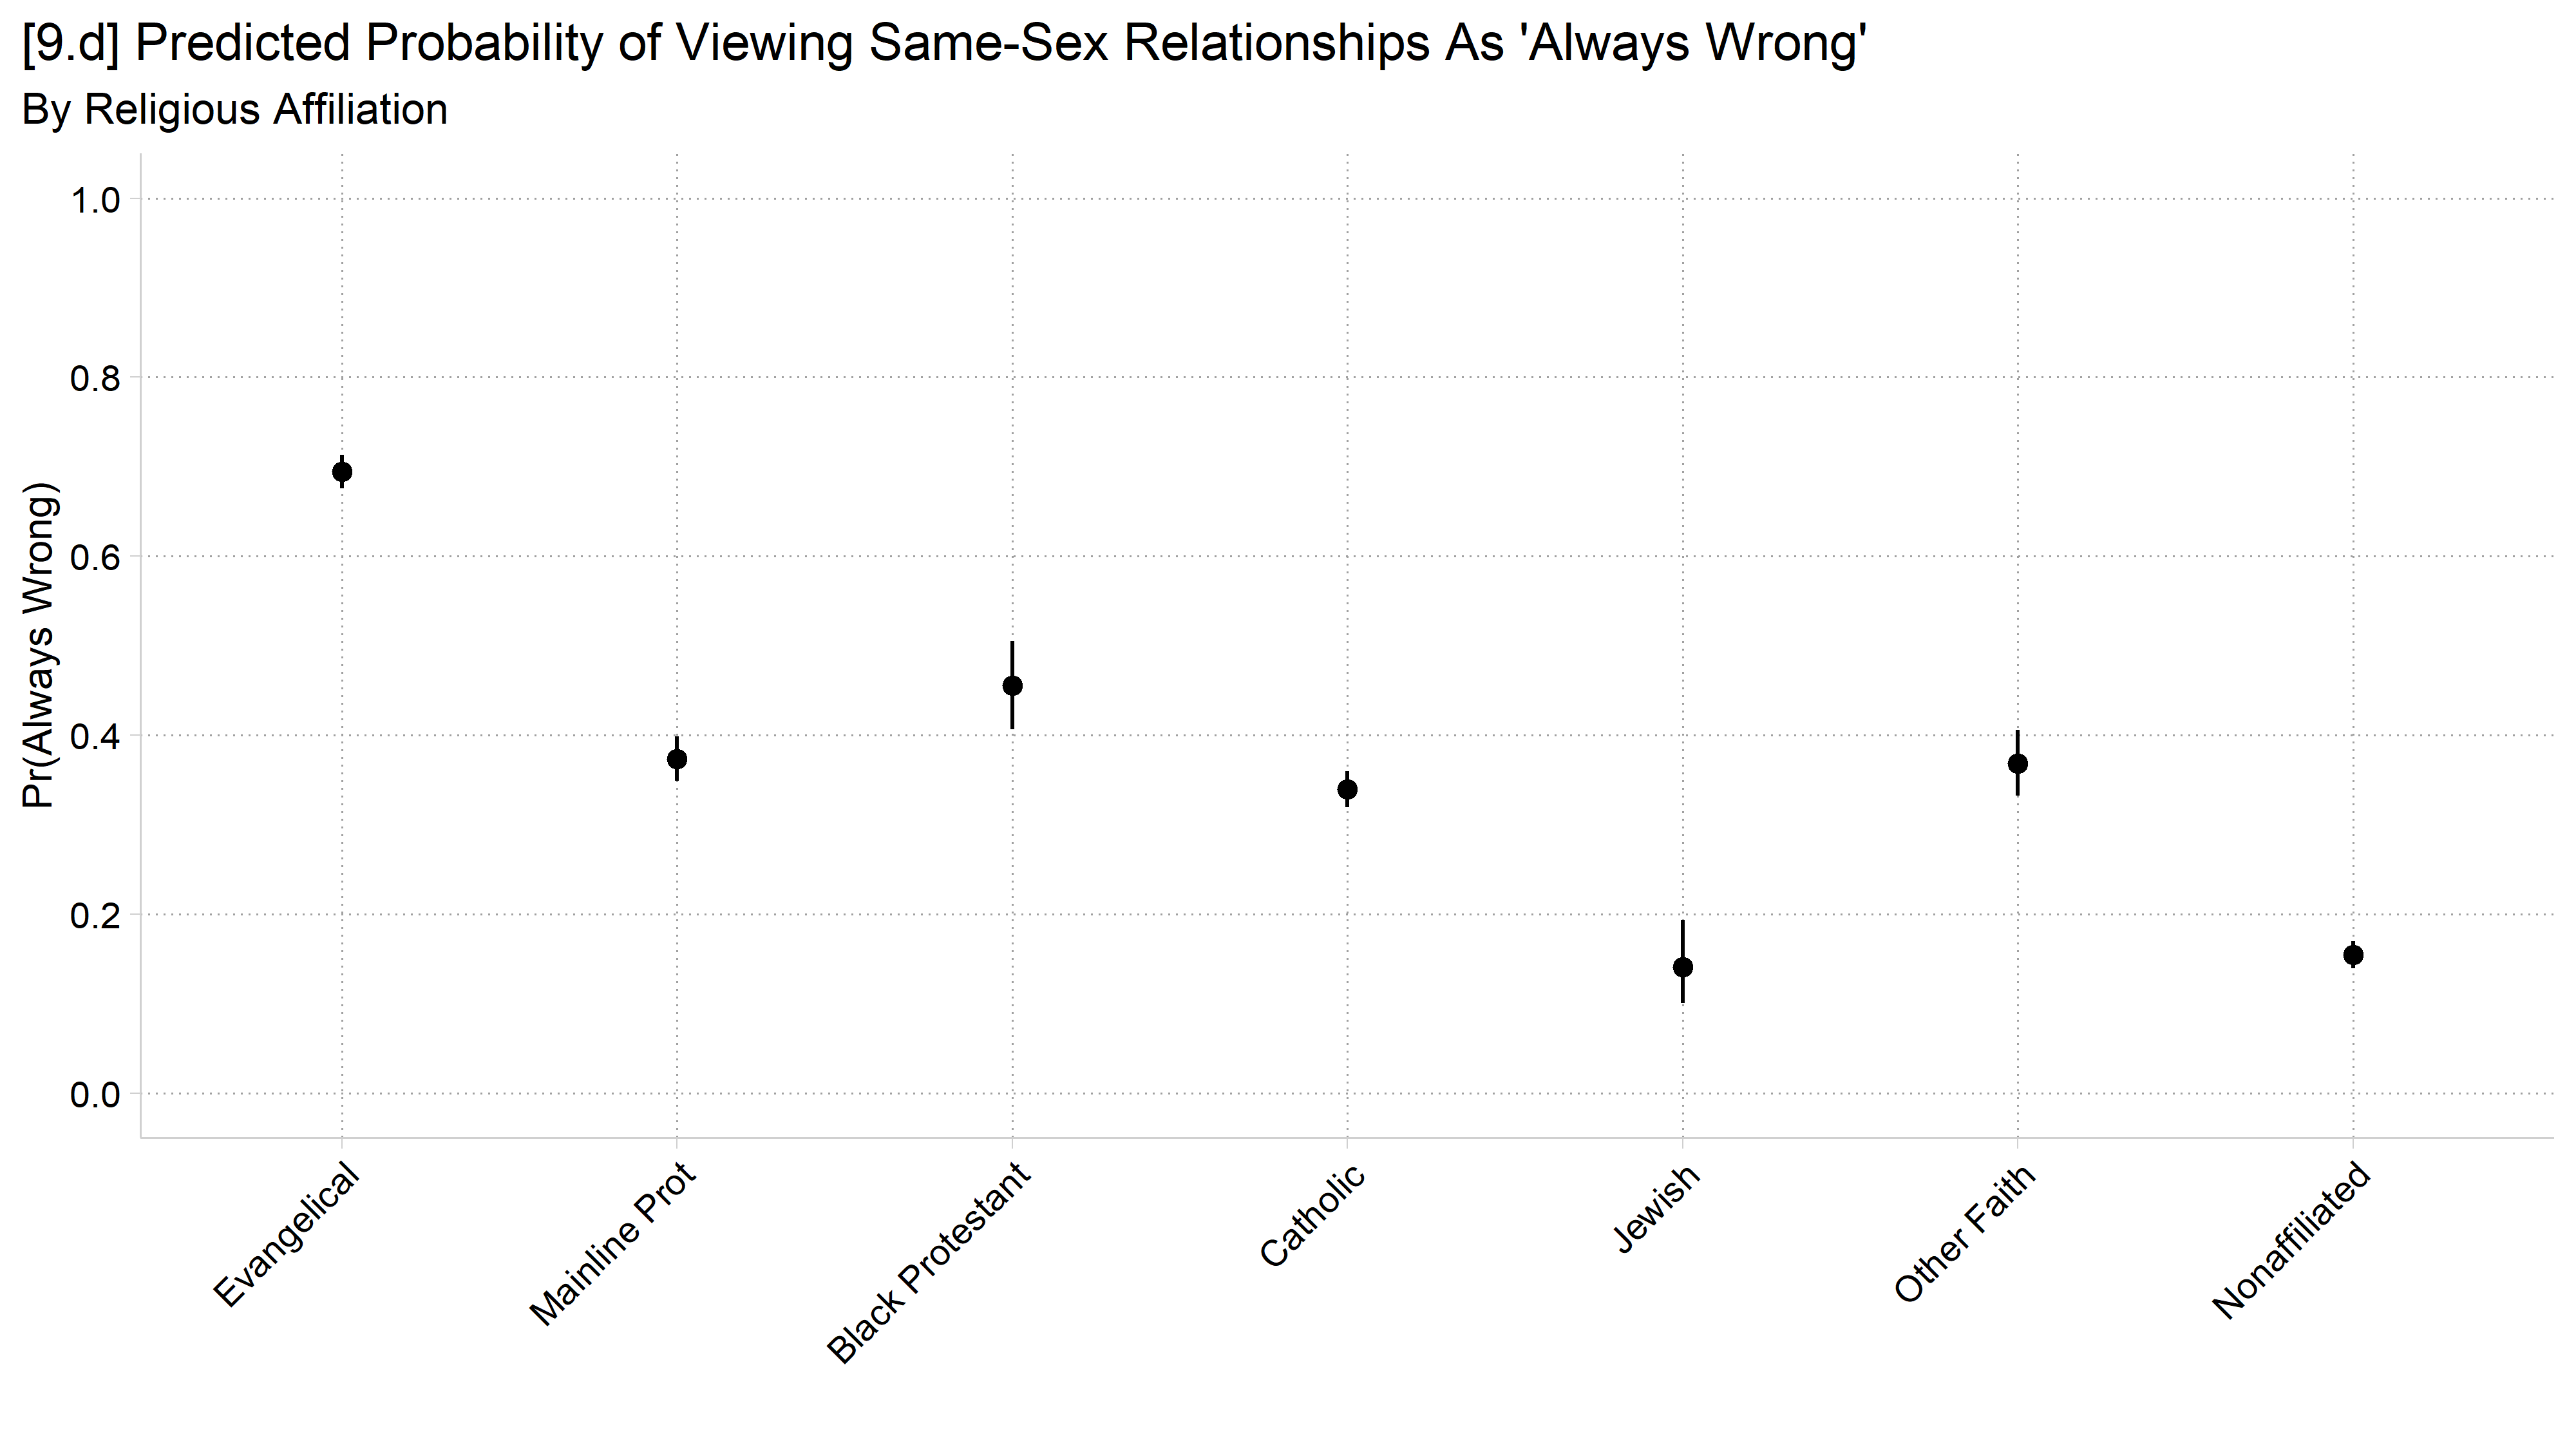 [9.d] Predicted Probability of Viewing Same-Sex Relationships As 'Always Wrong'
By Religious Affiliation
Pr(Always Wrong)
1.0
0.8
0.6
0.4
0.2
0.0
Evangelical
Mainline Prot
Black Protestant
Catholic
Jewish
Other Faith
Nonaffiliated